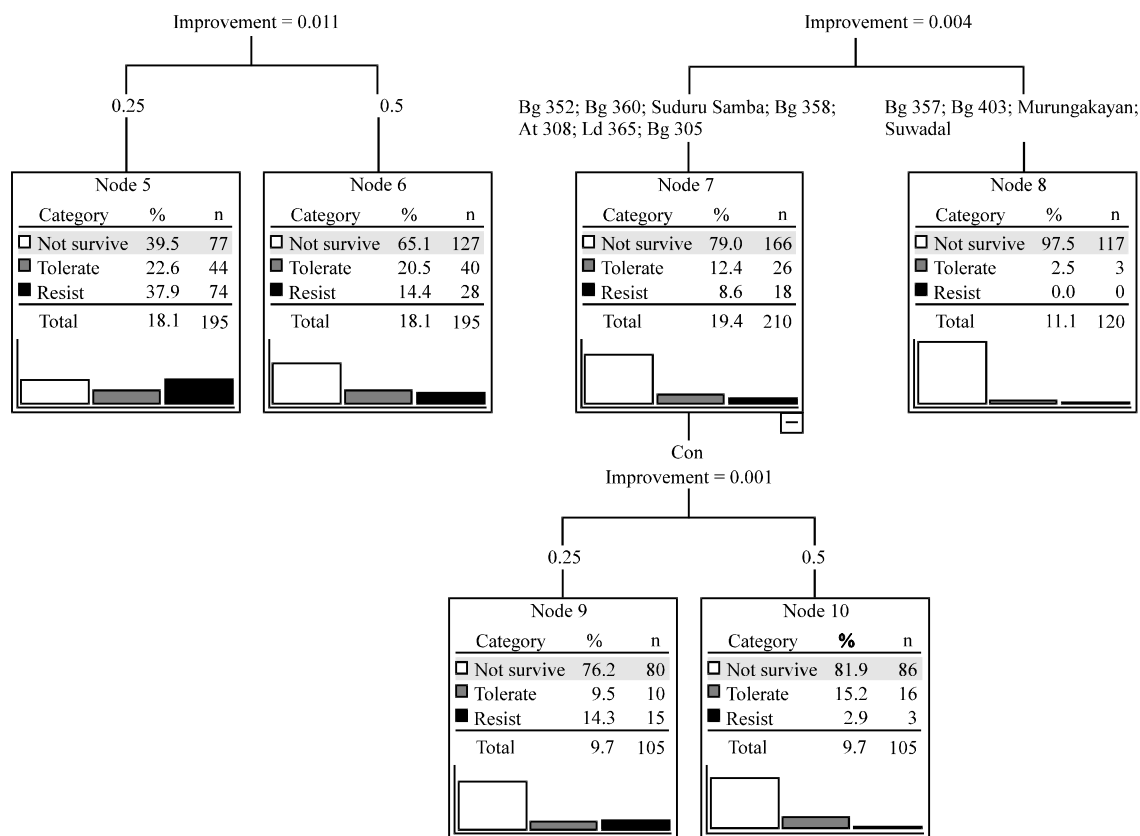 Improvement = 0.011
Improvement = 0.004
0.25
0.5
Bg 352; Bg 360; Suduru Samba; Bg 358;
At 308; Ld 365; Bg 305
Bg 357; Bg 403; Murungakayan;
Suwadal
Node 5
Category % n
Not survive 39.5 77
Tolerate 22.6 44
Resist 37.9 74
Total 18.1 195
Node 6
Category % n
Not survive 65.1 127
Tolerate 20.5 40
Resist 14.4 28
Total 18.1 195
Node 7
Category % n
Not survive 79.0 166
Tolerate 12.4 26
Resist 8.6 18
Total 19.4 210
Node 8
Category % n
Not survive 97.5 117
Tolerate 2.5 3
Resist 0.0 0
Total 11.1 120
Con
Improvement = 0.001
0.25
0.5
Node 9
Category % n
Not survive 76.2 80
Tolerate 9.5 10
Resist 14.3 15
Total 9.7 105
Node 10
Category % n
Not survive 81.9 86
Tolerate 15.2 16
Resist 2.9 3
Total 9.7 105